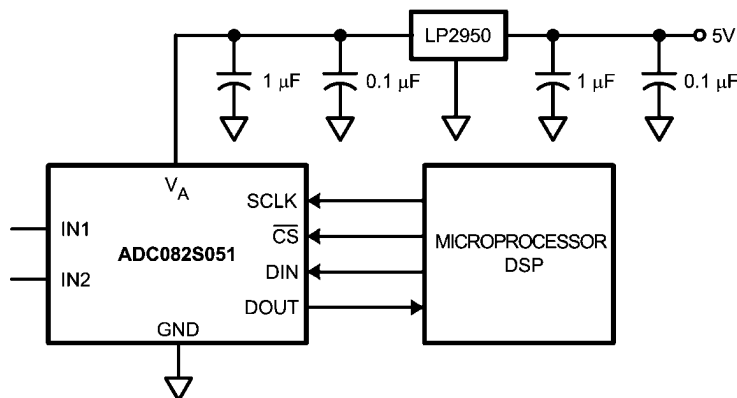 LP2950
5V
1 µF
0.1 µF
1 µF
0.1 µF
VA
SCLK
IN1
CS
ADC082S051
MICROPROCESSOR
DSP
IN2
DIN
DOUT
GND